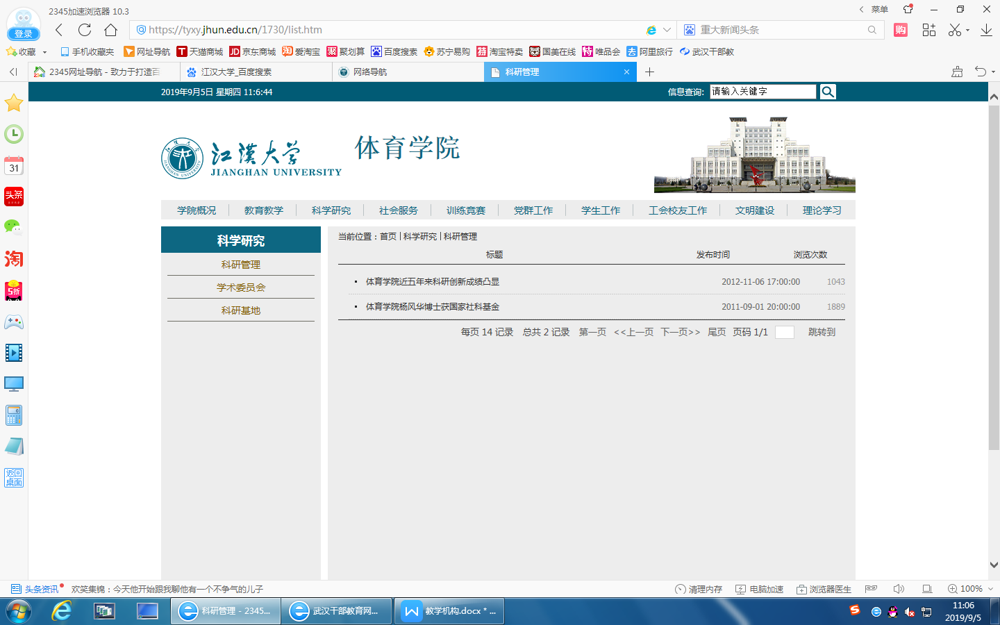 2345加速浏览器 10.3
菜单
登录
https://tyxy.jhun.edu.cn/1730/list.htm
重大新闻头条
购
收藏 手机收藏夹 网址导航 天猫商城 京东商城 爱淘宝 聚划算 百度搜索 苏宁易购 淘宝特卖 国美在线 唯品会 阿里旅行 武汉干部教
2345网址导航 - 致力于打造百
江汉大学_百度搜索
网络导航
科研管理
2019年9月5日 星期四 11:6:44
信息查询: 请输入关键字
江漢大学
JIANGHAN UNIVERSITY
体育学院
31
头条
淘
5折
返回
桌面
学院概况 教育教学 科学研究 社会服务 训练竞赛 党群工作 学生工作 工会校友工作 文明建设 理论学习
科学研究
科研管理
学术委员会
科研基地
当前位置：首页 | 科学研究 | 科研管理
标题 发布时间 浏览次数
体育学院近五年来科研创新成绩凸显 2012-11-06 17:00:00 1043
体育学院杨风华博士获国家社科基金 2011-09-01 20:00:00 1889
每页 14 记录 总共 2 记录 第一页 <<上一页 下一页>> 尾页 页码 1/1 跳转到
头条资讯 欢笑集锦：今天他开始跟我聊他有一个不争气的儿子
清理内存 电脑加速 浏览器医生 100%
科研管理 - 2345...
武汉干部教育网...
教学机构.docx * ...
11:06
2019/9/5